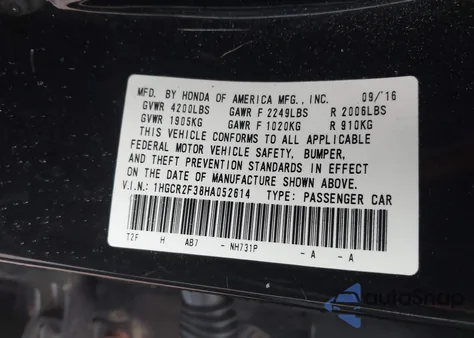 MFD. BY HONDA OF AMERICA MFG., INC. 09/'16
GVWR 4200LBS GAWR F 2249LBS R 2006LBS
GVWR 1905KG GAWR F 1020KG R 910KG
THIS VEHICLE CONFORMS TO ALL APPLICABLE
FEDERAL MOTOR VEHICLE SAFETY, BUMPER,
AND THEFT PREVENTION STANDARDS IN EFFECT
ON THE DATE OF MANUFACTURE SHOWN ABOVE.
V.I.N.: 1HGCR2F38HA052614 TYPE: PASSENGER CAR
T2F H AB7 - NH731P - A - A
AutoSnap